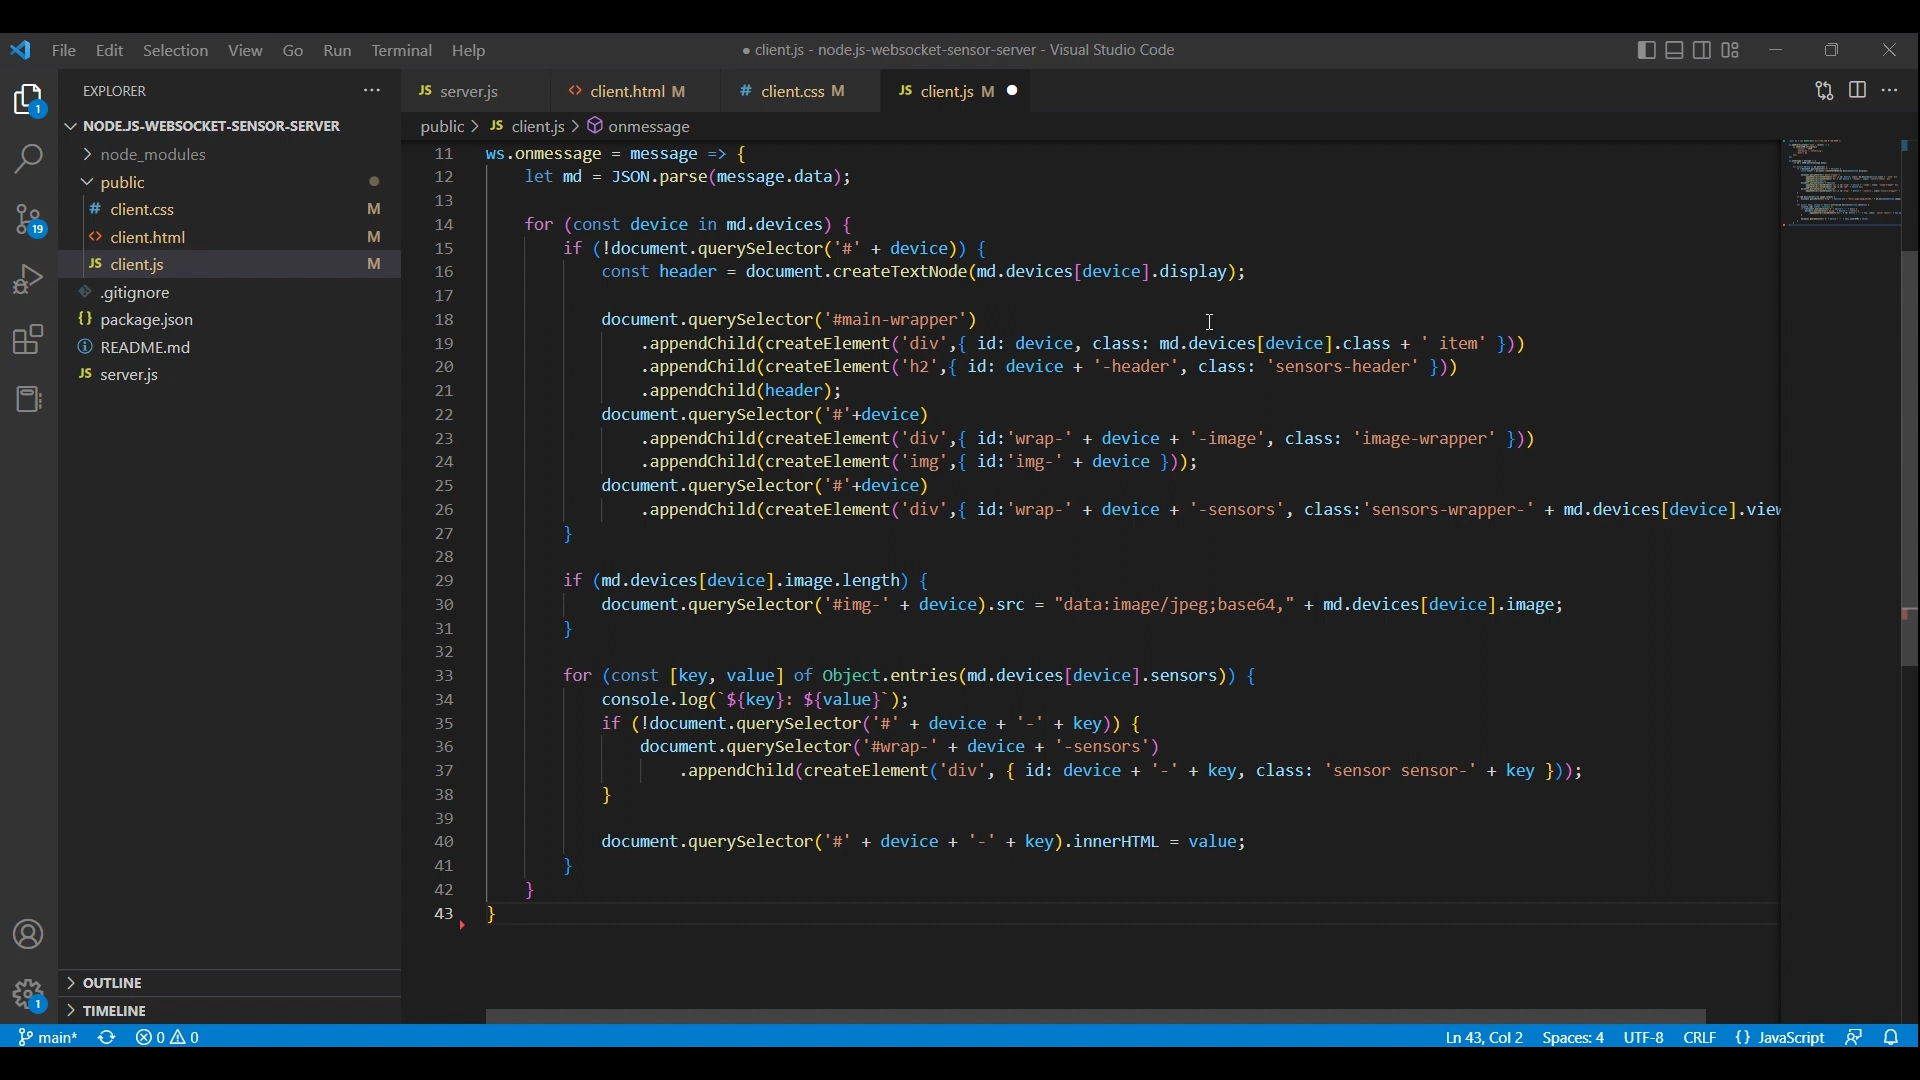 File Edit Selection View Go Run Terminal Help
● client.js - node.js-websocket-sensor-server - Visual Studio Code
EXPLORER
JS server.js
<> client.html M
# client.css M
JS client.js M
NODE.JS-WEBSOCKET-SENSOR-SERVER
node_modules
public
# client.css M
<> client.html M
JS client.js M
.gitignore
{} package.json
README.md
JS server.js
OUTLINE
TIMELINE
1
19
1
public > JS client.js > onmessage
11 ws.onmessage = message => {
12 let md = JSON.parse(message.data);
13
14 for (const device in md.devices) {
15 if (!document.querySelector('#' + device)) {
16 const header = document.createTextNode(md.devices[device].display);
17
18 document.querySelector('#main-wrapper')
19 .appendChild(createElement('div',{ id: device, class: md.devices[device].class + ' item' }))
20 .appendChild(createElement('h2',{ id: device + '-header', class: 'sensors-header' }))
21 .appendChild(header);
22 document.querySelector('#'+device)
23 .appendChild(createElement('div',{ id:'wrap-' + device + '-image', class: 'image-wrapper' }))
24 .appendChild(createElement('img',{ id:'img-' + device }));
25 document.querySelector('#'+device)
26 .appendChild(createElement('div',{ id:'wrap-' + device + '-sensors', class:'sensors-wrapper-' + md.devices[device].view
27 }
28
29 if (md.devices[device].image.length) {
30 document.querySelector('#img-' + device).src = "data:image/jpeg;base64," + md.devices[device].image;
31 }
32
33 for (const [key, value] of Object.entries(md.devices[device].sensors)) {
34 console.log(`${key}: ${value}`);
35 if (!document.querySelector('#' + device + '-' + key)) {
36 document.querySelector('#wrap-' + device + '-sensors')
37 .appendChild(createElement('div', { id: device + '-' + key, class: 'sensor sensor-' + key }));
38 }
39
40 document.querySelector('#' + device + '-' + key).innerHTML = value;
41 }
42 }
43 }
main* 0 0
Ln 43, Col 2 Spaces: 4 UTF-8 CRLF {} JavaScript